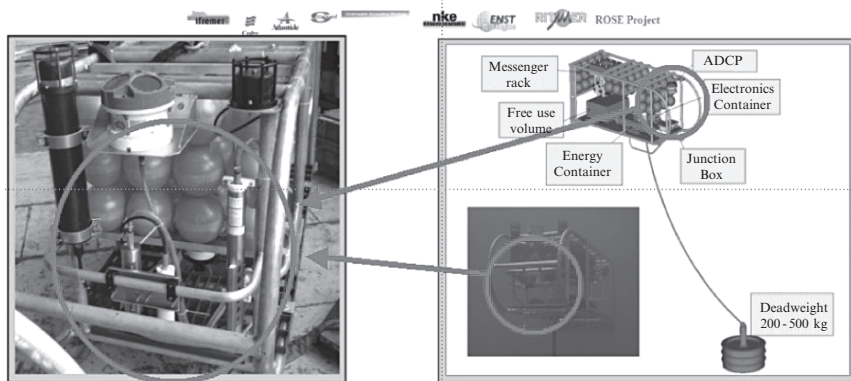 Ifremer
nke
ENST
ROSE Project
Messenger
rack
ADCP
Electronics
Container
Free use
volume
Energy
Container
Junction
Box
Deadweight
200-500 kg